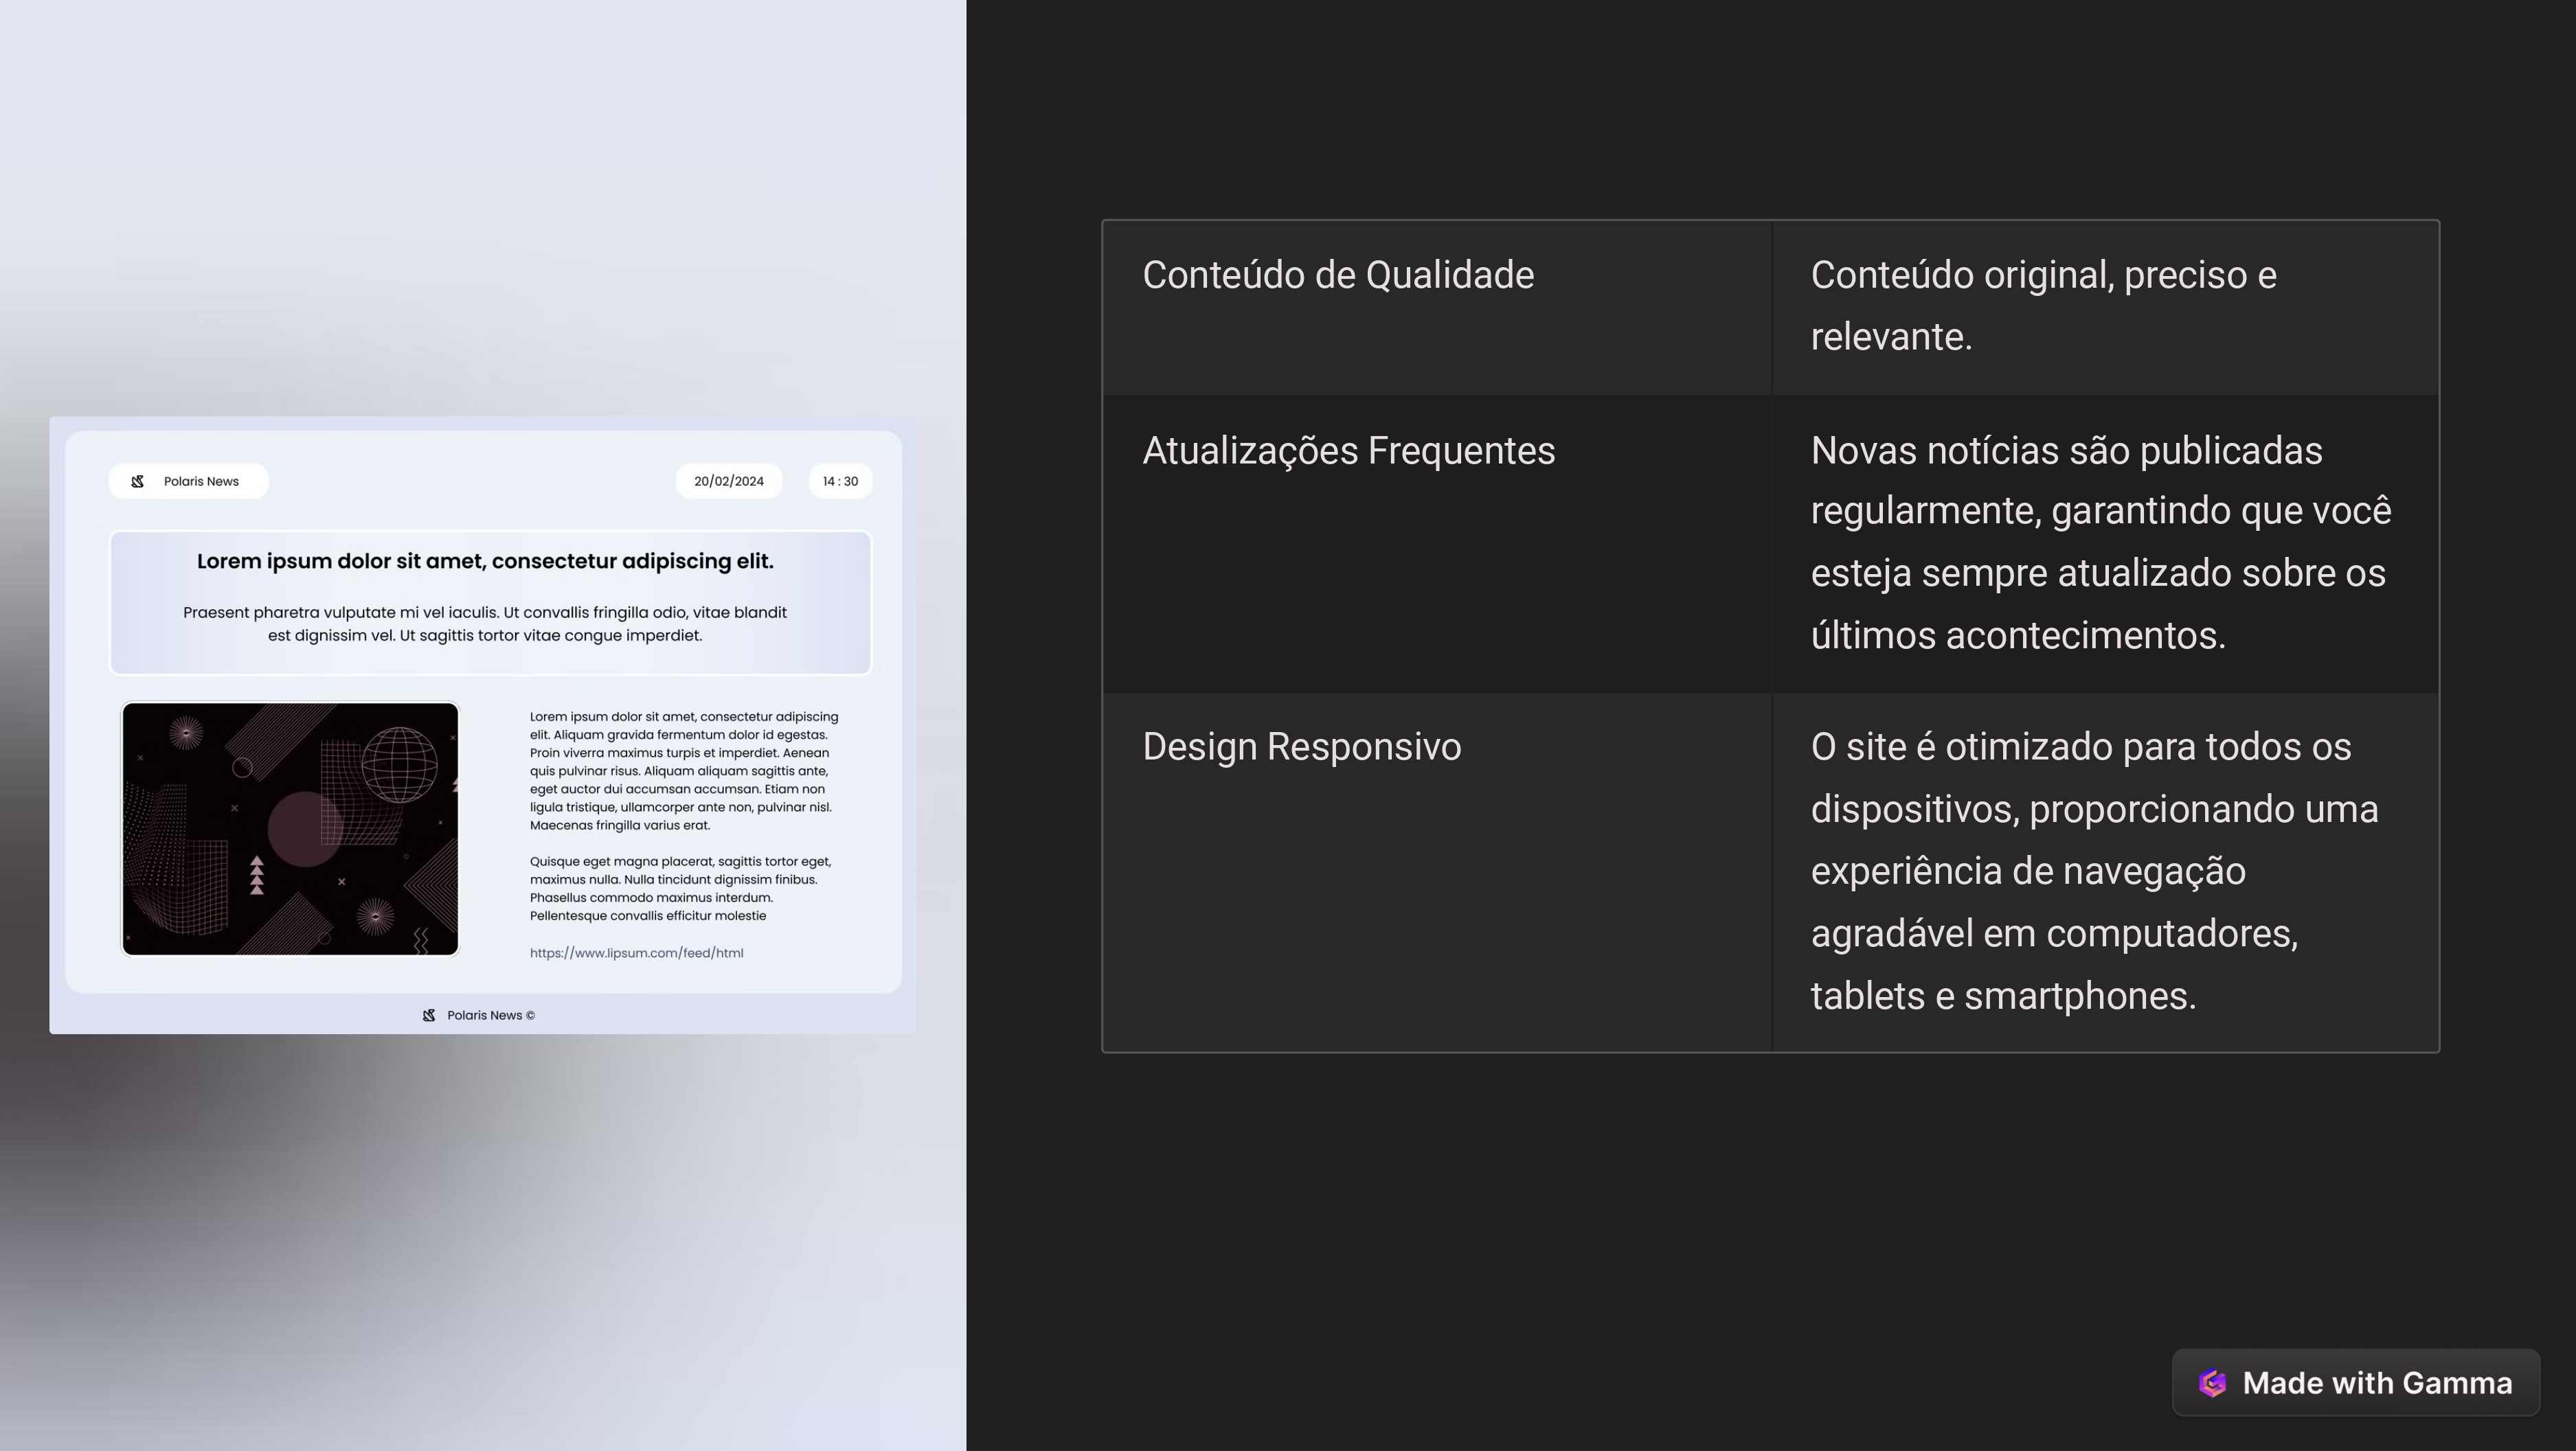 Polaris News
20/02/2024
14 : 30
Lorem ipsum dolor sit amet, consectetur adipiscing elit.
Praesent pharetra vulputate mi vel iaculis. Ut convallis fringilla odio, vitae blandit
est dignissim vel. Ut sagittis tortor vitae congue imperdiet.
Lorem ipsum dolor sit amet, consectetur adipiscing
elit. Aliquam gravida fermentum dolor id egestas.
Proin viverra maximus turpis et imperdiet. Aenean
quis pulvinar risus. Aliquam aliquam sagittis ante,
eget auctor dui accumsan accumsan. Etiam non
ligula tristique, ullamcorper ante non, pulvinar nisl.
Maecenas fringilla varius erat.
Quisque eget magna placerat, sagittis tortor eget,
maximus nulla. Nulla tincidunt dignissim finibus.
Phasellus commodo maximus interdum.
Pellentesque convallis efficitur molestie
https://www.lipsum.com/feed/html
Polaris News ©
Conteúdo de Qualidade
Conteúdo original, preciso e
relevante.
Atualizações Frequentes
Novas notícias são publicadas
regularmente, garantindo que você
esteja sempre atualizado sobre os
últimos acontecimentos.
Design Responsivo
O site é otimizado para todos os
dispositivos, proporcionando uma
experiência de navegação
agradável em computadores,
tablets e smartphones.
Made with Gamma